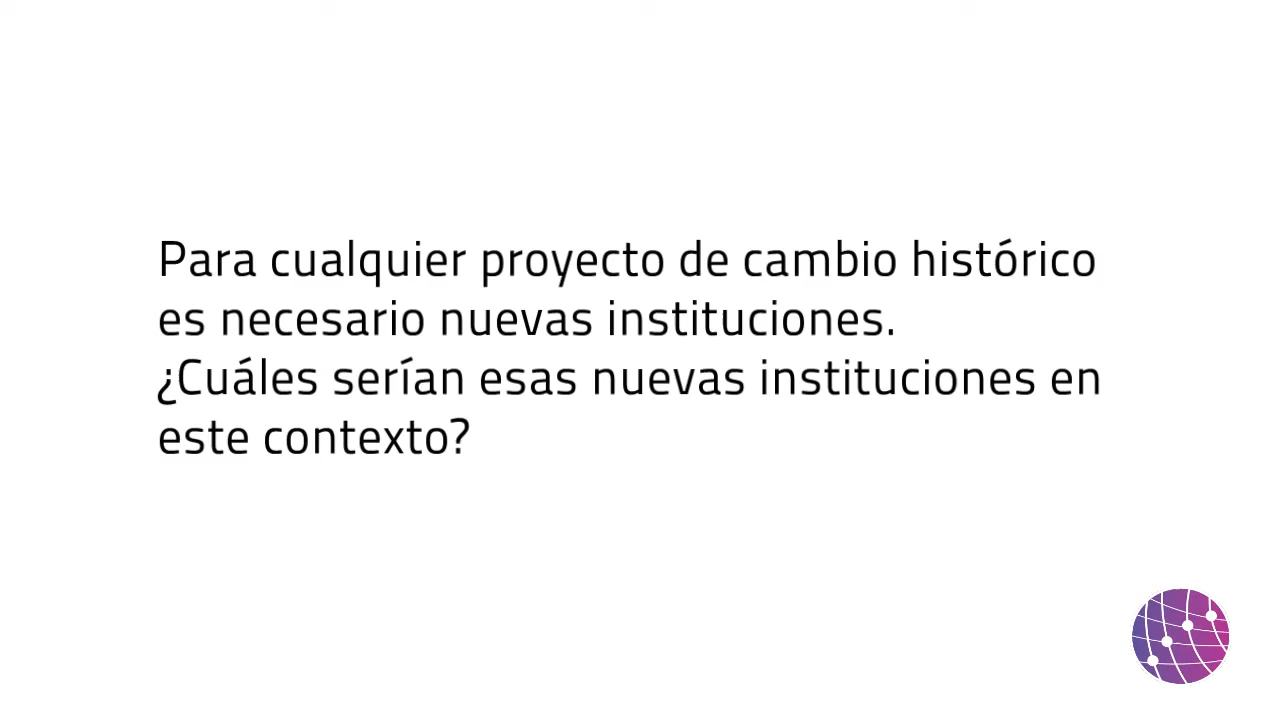 Para cualquier proyecto de cambio histórico
es necesario nuevas instituciones.
¿Cuáles serían esas nuevas instituciones en
este contexto?